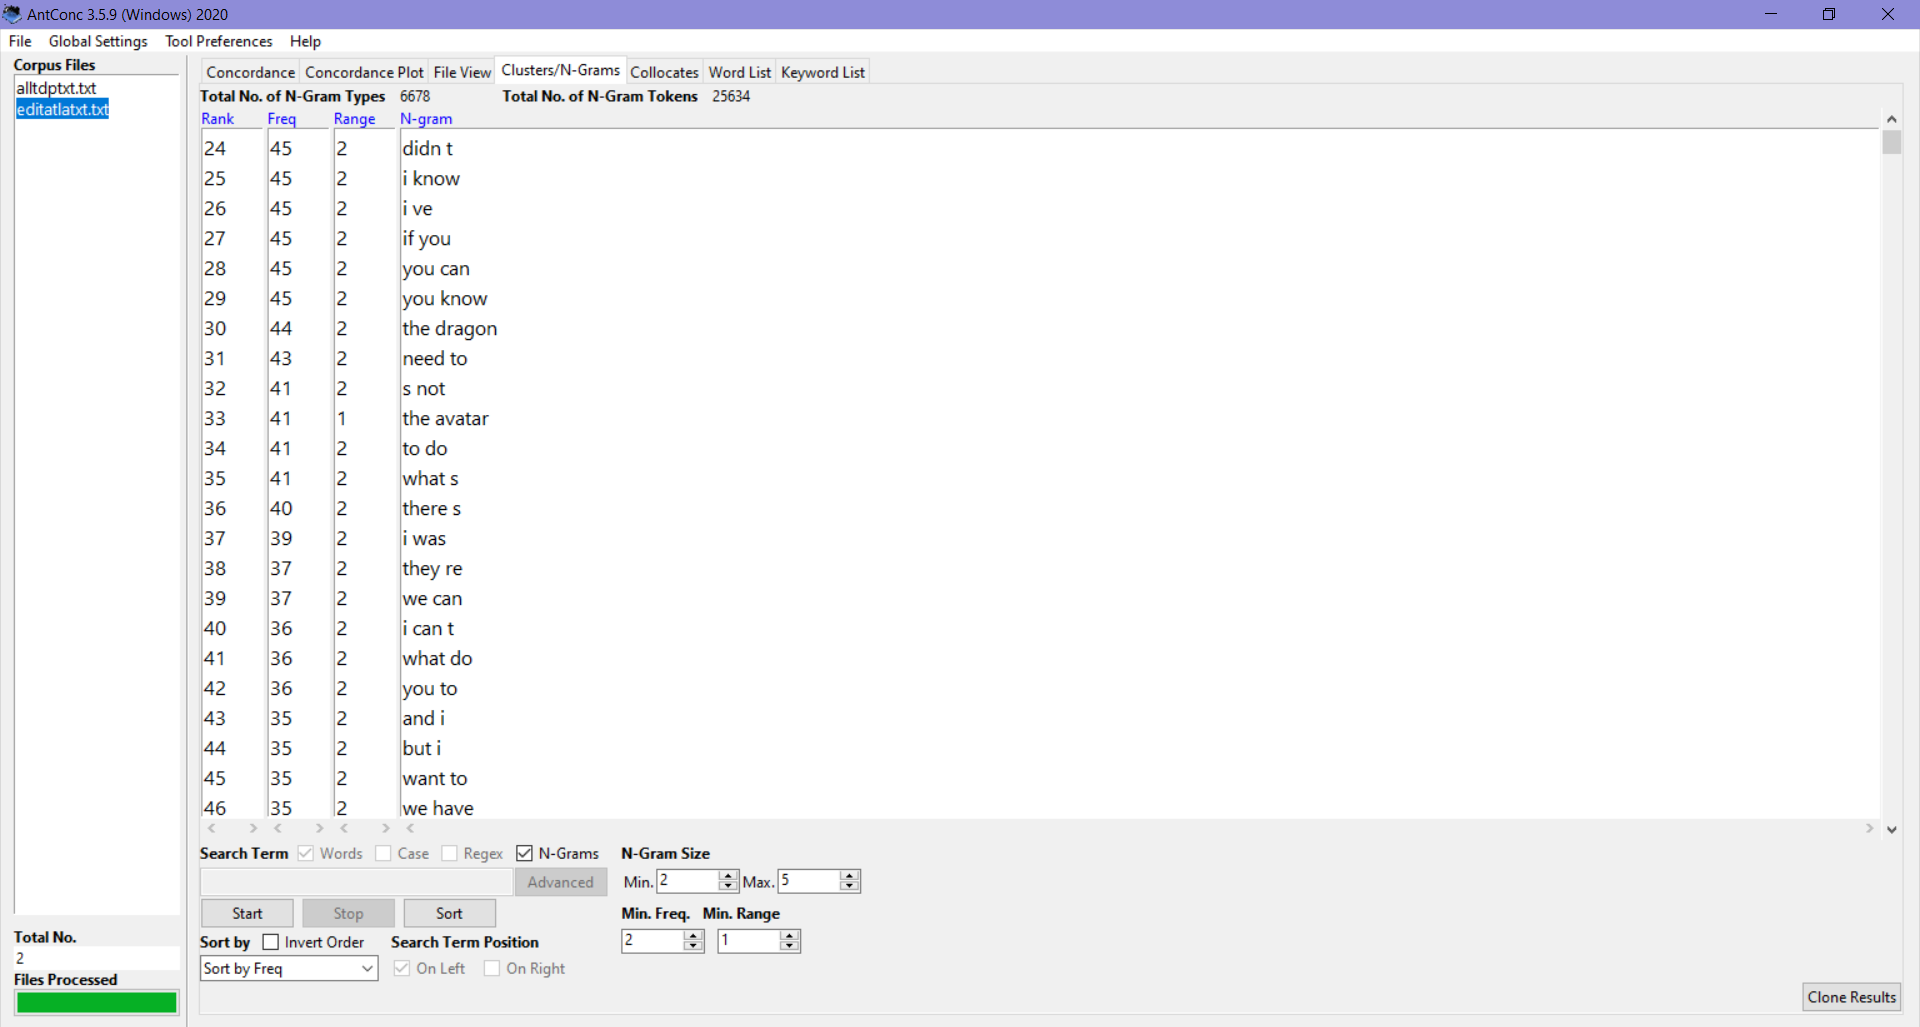 AntConc 3.5.9 (Windows) 2020
File Global Settings Tool Preferences Help
Corpus Files
alltdptxt.txt
editatlatxt.txt
Concordance Concordance Plot File View Clusters/N-Grams Collocates Word List Keyword List
Total No. of N-Gram Types 6678 Total No. of N-Gram Tokens 25634
Rank Freq Range N-gram
24 45 2 didn t
25 45 2 i know
26 45 2 i ve
27 45 2 if you
28 45 2 you can
29 45 2 you know
30 44 2 the dragon
31 43 2 need to
32 41 2 s not
33 41 1 the avatar
34 41 2 to do
35 41 2 what s
36 40 2 there s
37 39 2 i was
38 37 2 they re
39 37 2 we can
40 36 2 i can t
41 36 2 what do
42 36 2 you to
43 35 2 and i
44 35 2 but i
45 35 2 want to
46 35 2 we have
Search Term Words Case Regex N-Grams N-Gram Size
Advanced Min. 2 Max. 5
Start Stop Sort Min. Freq. Min. Range
Sort by Invert Order Search Term Position 2 1
Sort by Freq On Left On Right
Total No.
2
Files Processed
Clone Results